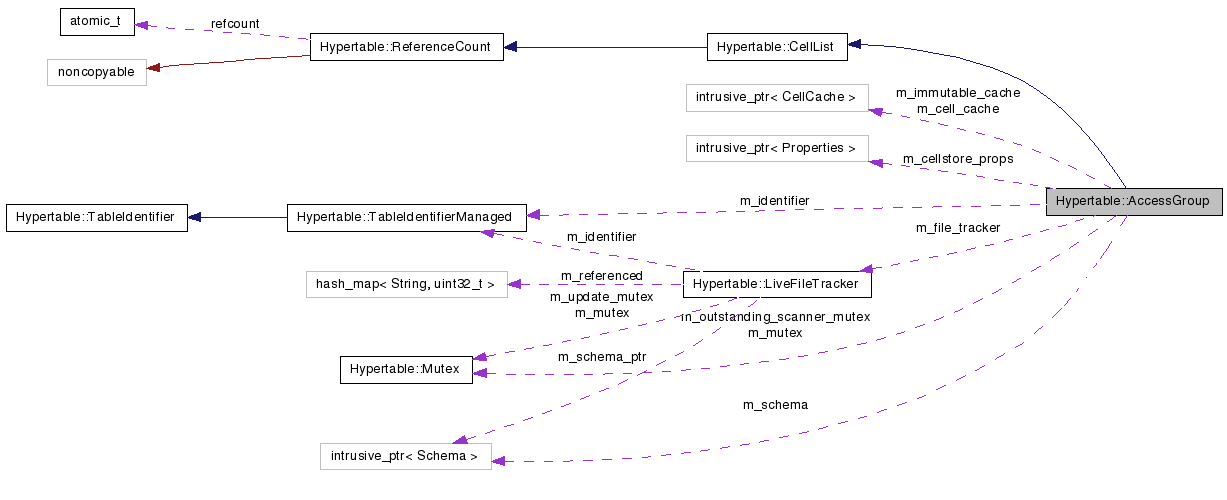 atomic_t
refcount
Hypertable::ReferenceCount
Hypertable::CellList
noncopyable
intrusive_ptr< CellCache >
m_immutable_cache
m_cell_cache
intrusive_ptr< Properties >
m_cellstore_props
Hypertable::AccessGroup
m_identifier
Hypertable::TableIdentifier
Hypertable::TableIdentifierManaged
m_file_tracker
m_identifier
hash_map< String, uint32_t >
m_referenced
Hypertable::LiveFileTracker
m_update_mutex
m_mutex
m_outstanding_scanner_mutex
m_mutex
Hypertable::Mutex
m_schema_ptr
m_schema
intrusive_ptr< Schema >